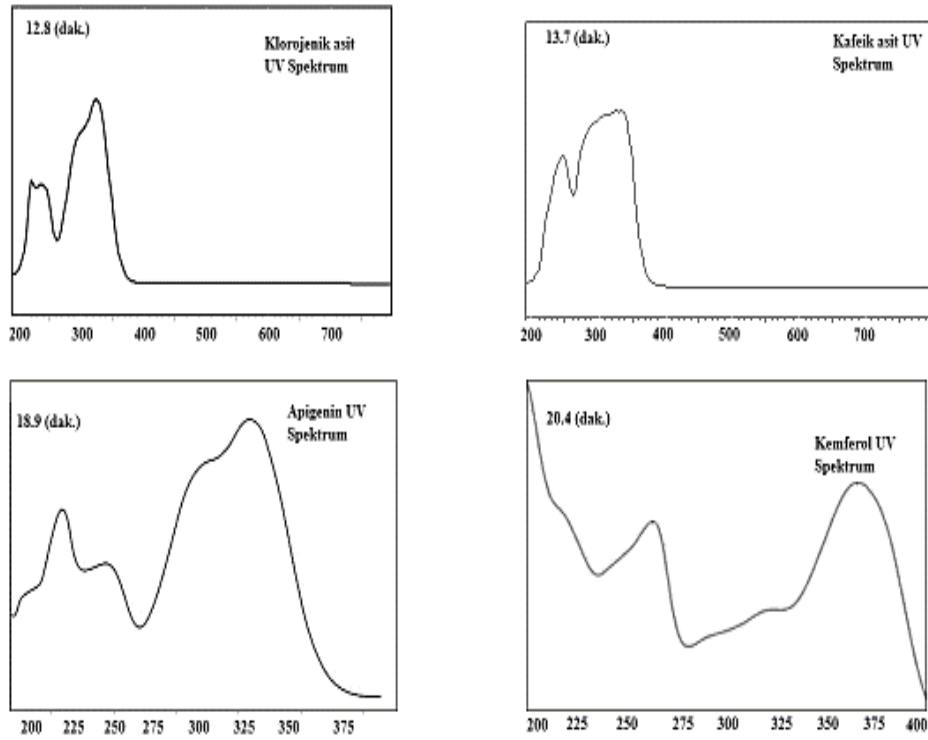 12.8 (dak.)
Klorojenik asit
UV Spektrum
200 300 400 500 600 700
13.7 (dak.)
Kafeik asit UV
Spektrum
200 300 400 500 600 700
18.9 (dak.)
Apigenin UV
Spektrum
200 225 250 275 300 325 350 375
20.4 (dak.)
Kemferol UV
Spektrum
200 225 250 275 300 325 350 375 400